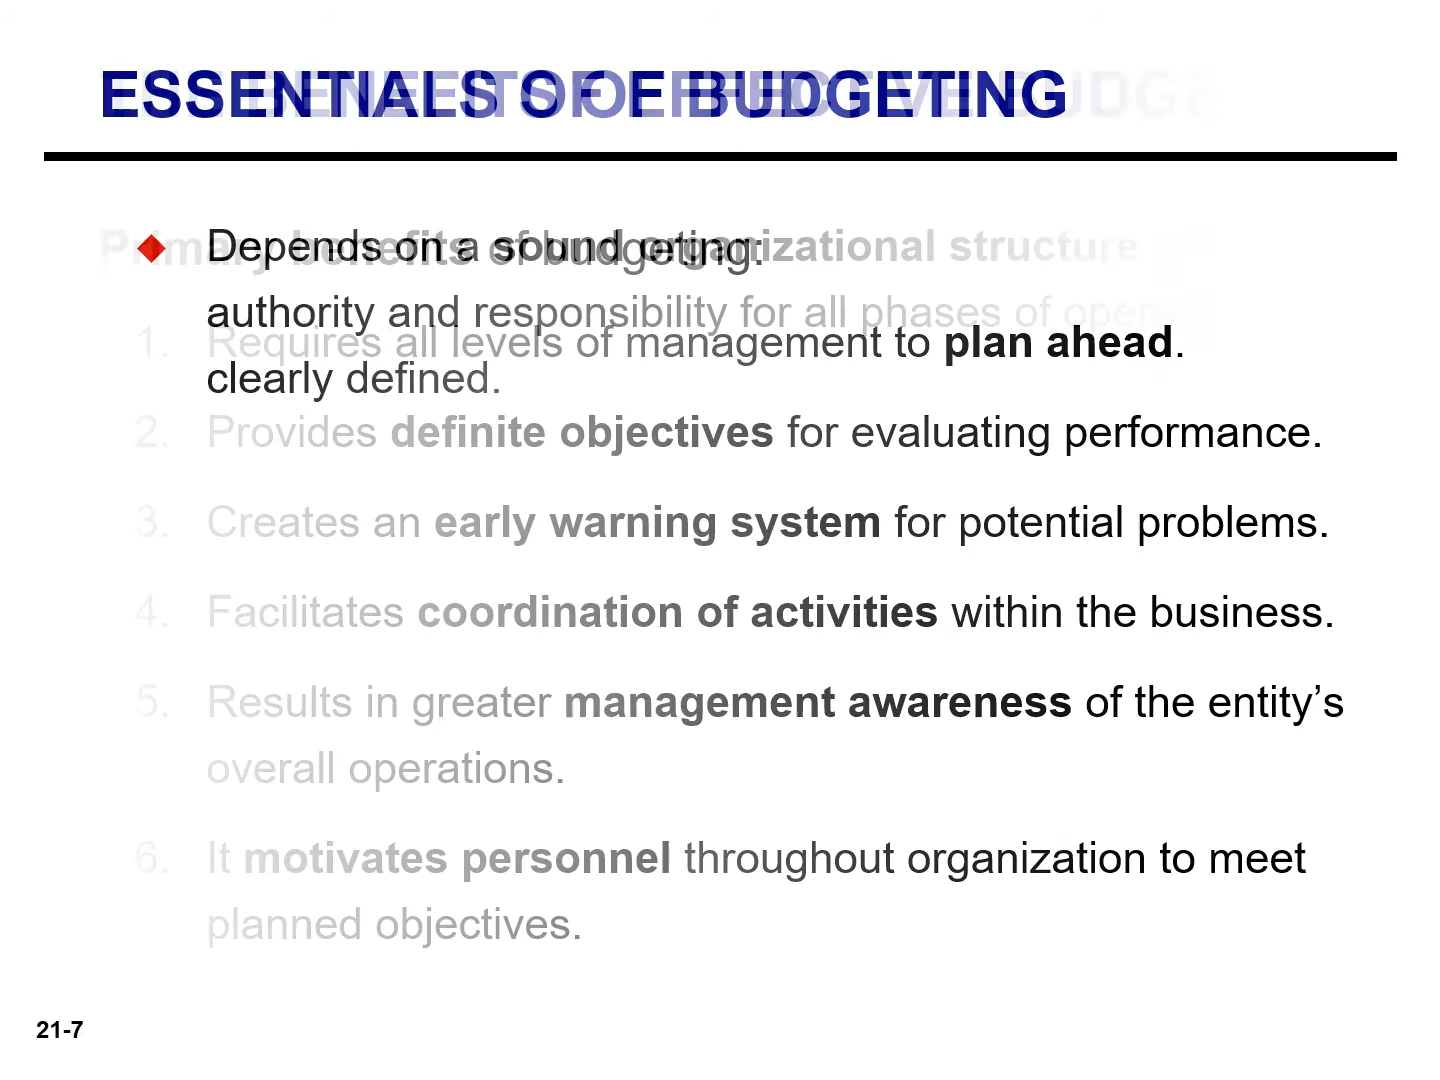 ESSENTIALS OF BUDGETING
Primary benefits of budgeting:
Depends on a sound organizational structure
authority and responsibility for all phases of
1. Requires all levels of management to plan ahead.
clearly defined.
2. Provides definite objectives for evaluating performance.
3. Creates an early warning system for potential problems.
4. Facilitates coordination of activities within the business.
5. Results in greater management awareness of the entity’s
overall operations.
6. It motivates personnel throughout organization to meet
planned objectives.
21-7